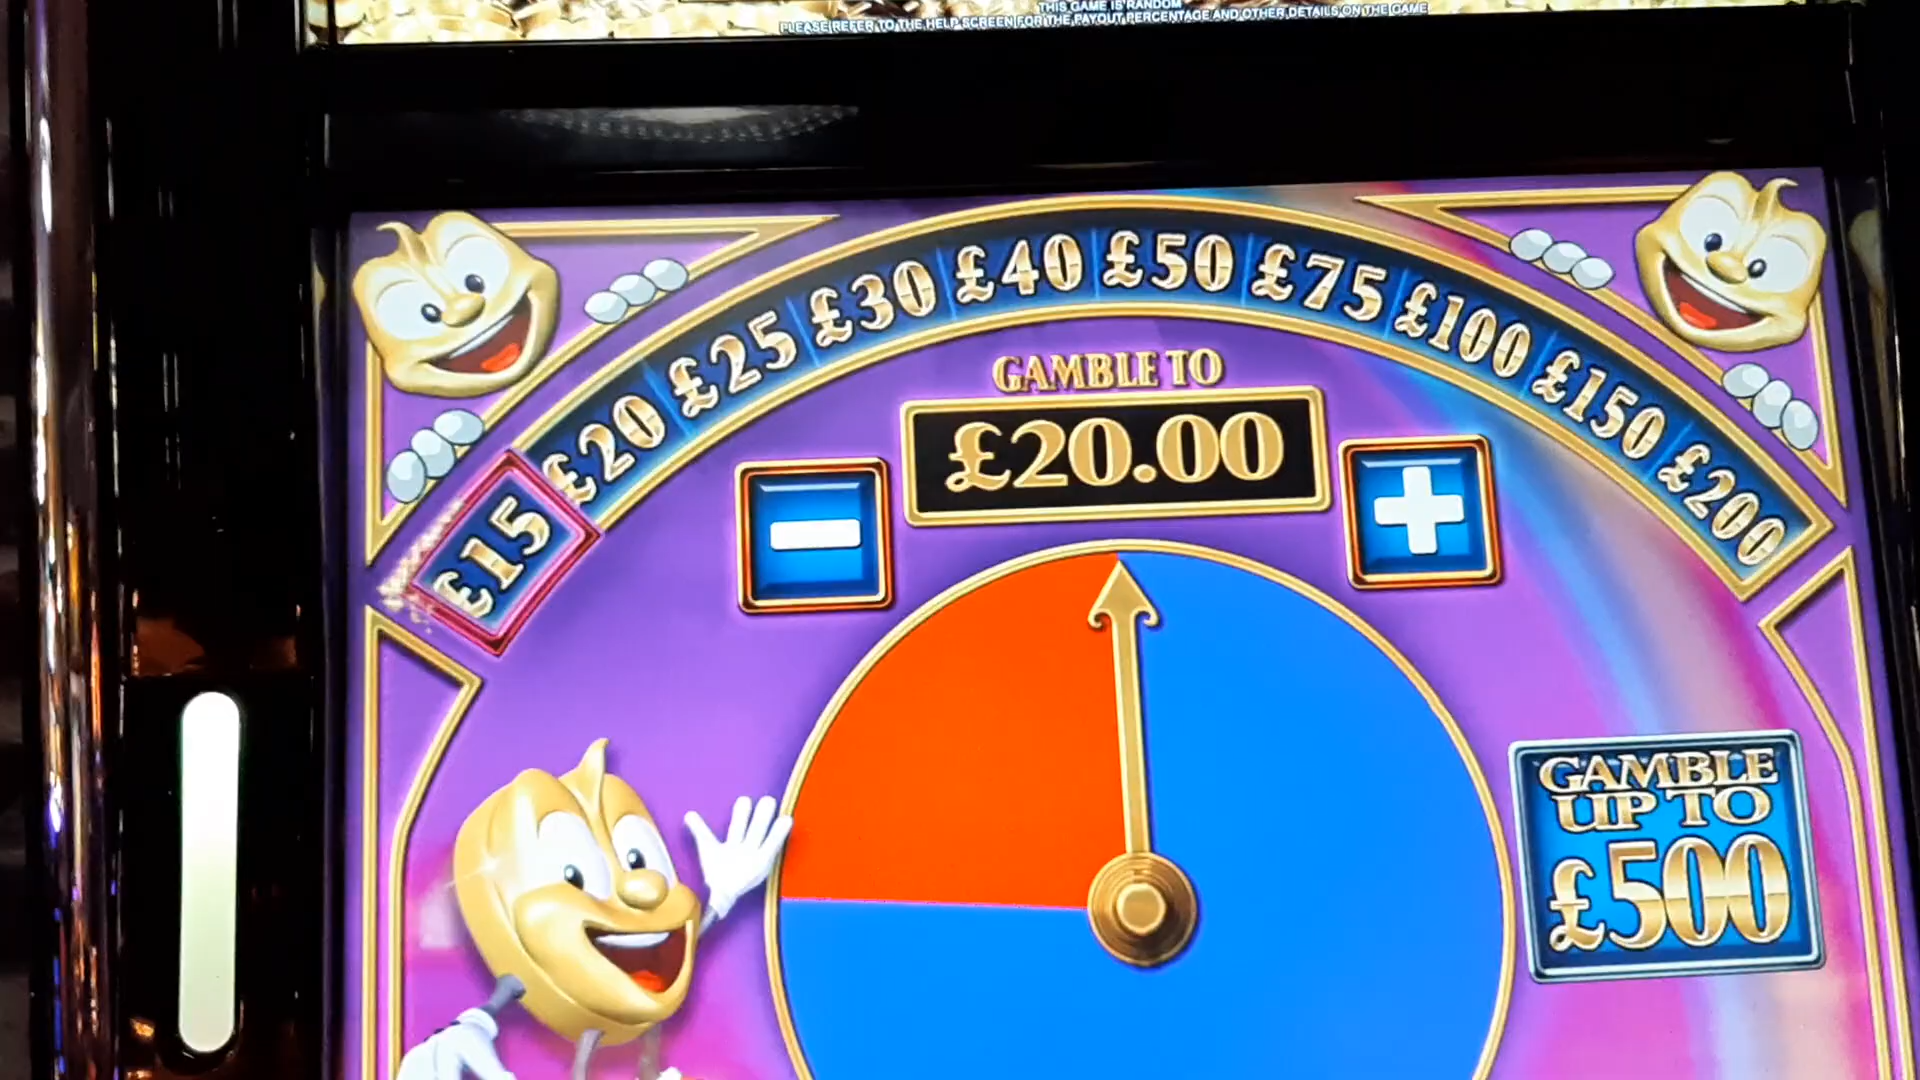 THIS GAME IS RANDOM
PLEASE REFER TO THE HELP SCREEN FOR THE PAYOUT PERCENTAGE AND OTHER DETAILS ON THE GAME
£15 £20 £25 £30 £40 £50 £75 £100 £150 £200
GAMBLE TO
£20.00
GAMBLE
UP TO
£500